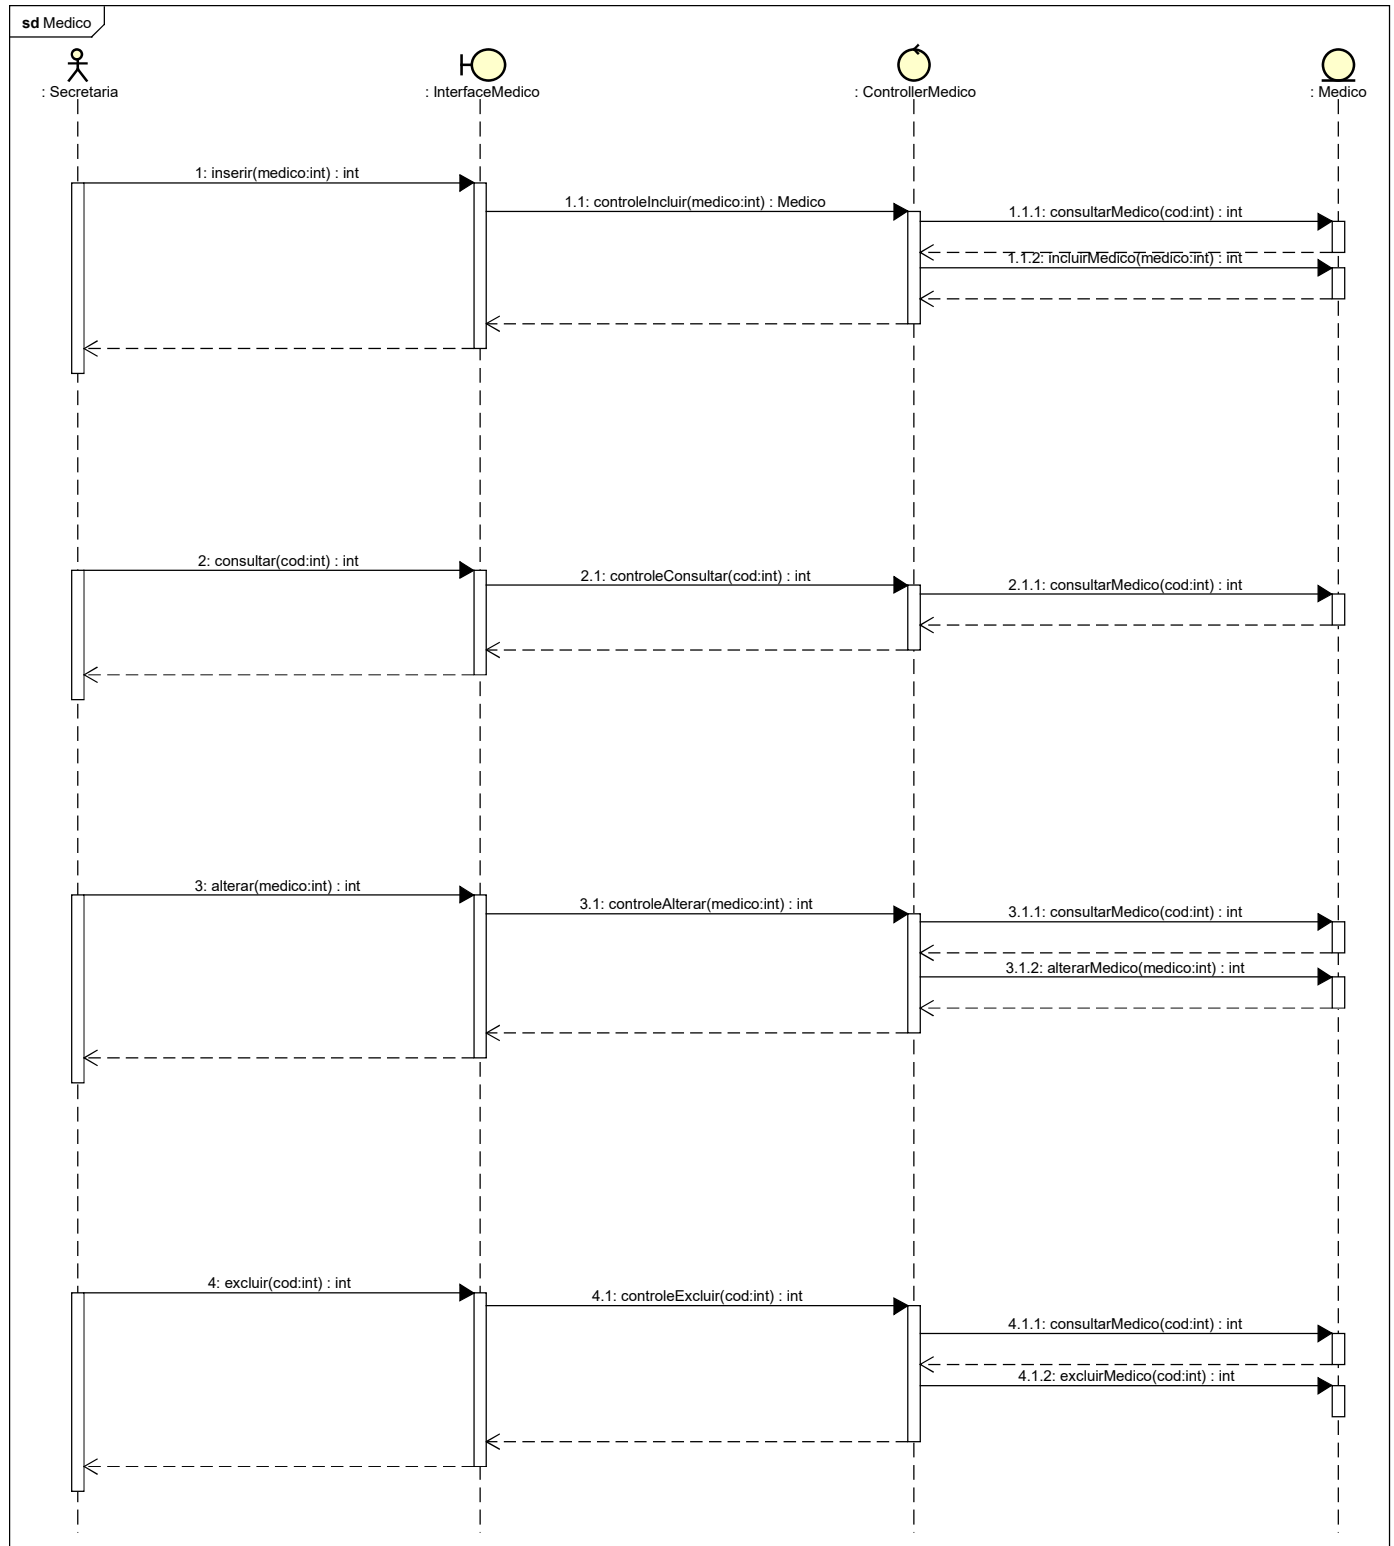 sd Medico
: Secretaria
: InterfaceMedico
: ControllerMedico
: Medico
1: inserir(medico:int) : int
1.1: controleIncluir(medico:int) : Medico
1.1.1: consultarMedico(cod:int) : int
1.1.2: incluirMedico(medico:int) : int
2: consultar(cod:int) : int
2.1: controleConsultar(cod:int) : int
2.1.1: consultarMedico(cod:int) : int
3: alterar(medico:int) : int
3.1: controleAlterar(medico:int) : int
3.1.1: consultarMedico(cod:int) : int
3.1.2: alterarMedico(medico:int) : int
4: excluir(cod:int) : int
4.1: controleExcluir(cod:int) : int
4.1.1: consultarMedico(cod:int) : int
4.1.2: excluirMedico(cod:int) : int